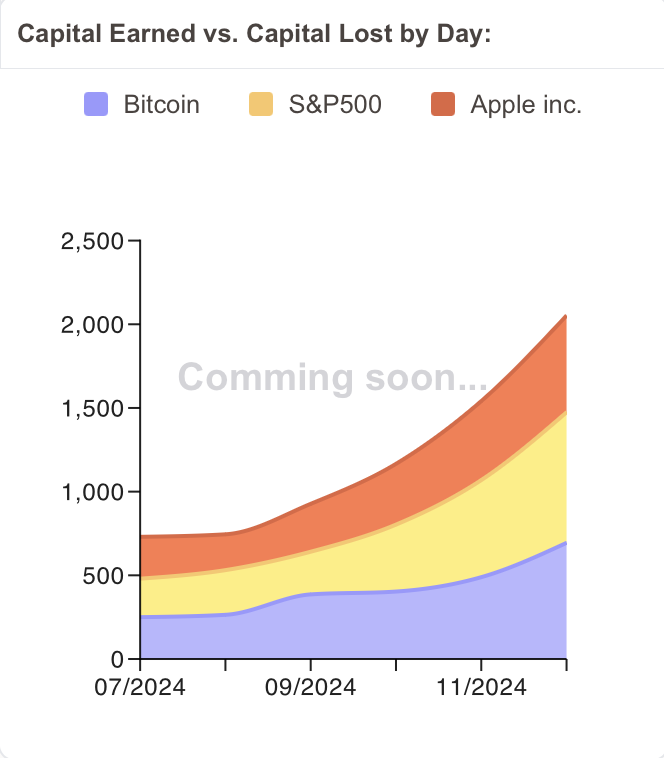 Capital Earned vs. Capital Lost by Day:
Bitcoin S&P500 Apple inc.
2,500
2,000
Comming soon...
1,500
1,000
500
0
07/2024 09/2024 11/2024